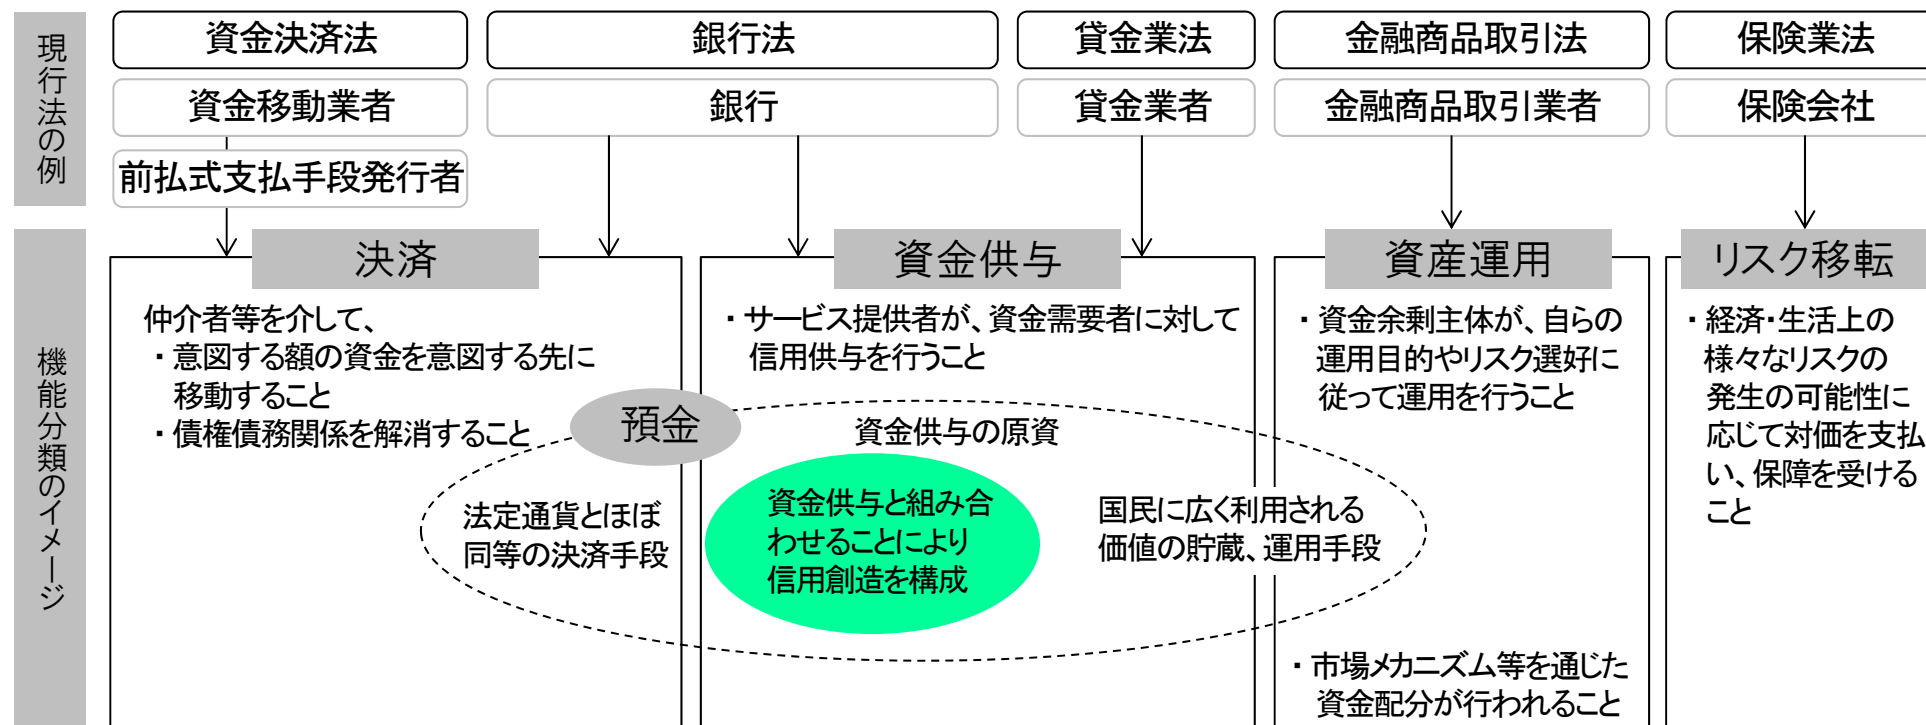 現行法の例
資金決済法
銀行法
貸金業法
金融商品取引法
保険業法
資金移動業者
銀行
貸金業者
金融商品取引業者
保険会社
前払式支払手段発行者
機能分類のイメージ
決済
仲介者等を介して、
・意図する額の資金を意図する先に
移動すること
・債権債務関係を解消すること
資金供与
・サービス提供者が、資金需要者に対して
信用供与を行うこと
資産運用
・資金余剰主体が、自らの
運用目的やリスク選好に
従って運用を行うこと
リスク移転
・経済・生活上の
様々なリスクの
発生の可能性に
応じて対価を支払
い、保障を受ける
こと
預金
資金供与の原資
法定通貨とほぼ
同等の決済手段
資金供与と組み合
わせることにより
信用創造を構成
国民に広く利用される
価値の貯蔵、運用手段
・市場メカニズム等を通じた
資金配分が行われること